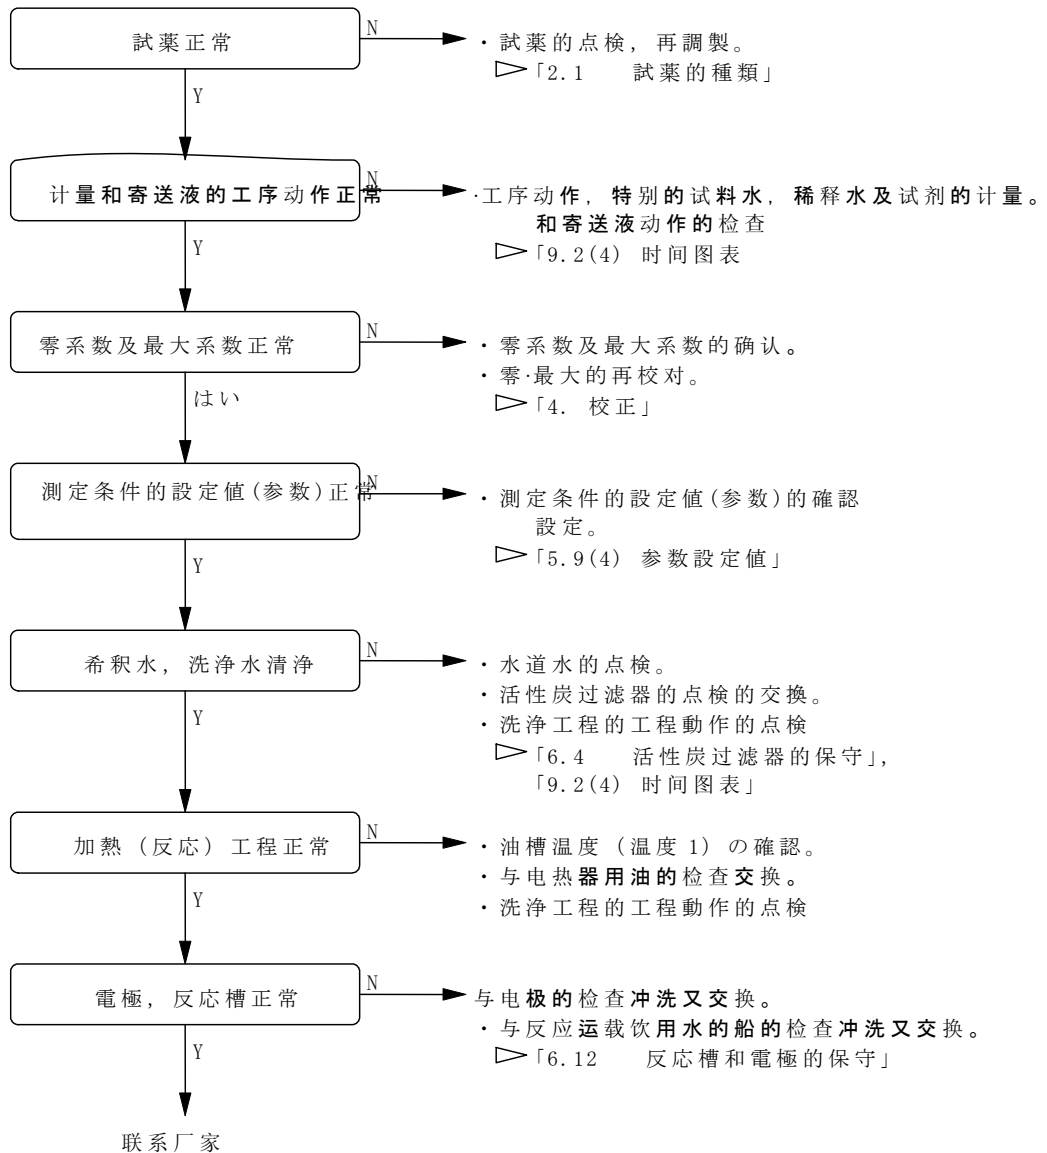 試薬正常
N
・試薬的点検, 再調製。
「2.1 試薬的種類」
Y
计量和寄送液的工序动作正常
N
·工序动作, 特别的试料水, 稀释水及试剂的计量。
和寄送液动作的检查
「9.2(4) 时间图表
Y
零系数及最大系数正常
N
・零系数及最大系数的确认。
・零·最大的再校对。
「4. 校正」
はい
測定条件的設定値(参数)正常
N
・測定条件的設定値(参数)的確認
設定。
「5.9(4) 参数設定値」
Y
希釈水, 洗浄水清浄
N
・水道水的点検。
・活性炭过滤器的点検的交換。
・洗浄工程的工程動作的点検
「6.4 活性炭过滤器的保守」,
「9.2(4) 时间图表」
Y
加熱 (反応) 工程正常
N
・油槽温度 (温度 1) の確認。
・与电热器用油的检查交换。
・洗浄工程的工程動作的点検
Y
電極, 反応槽正常
N
与电极的检查冲洗又交换。
・与反应运载饮用水的船的检查冲洗又交换。
「6.12 反応槽和電極的保守」
Y
联系厂家